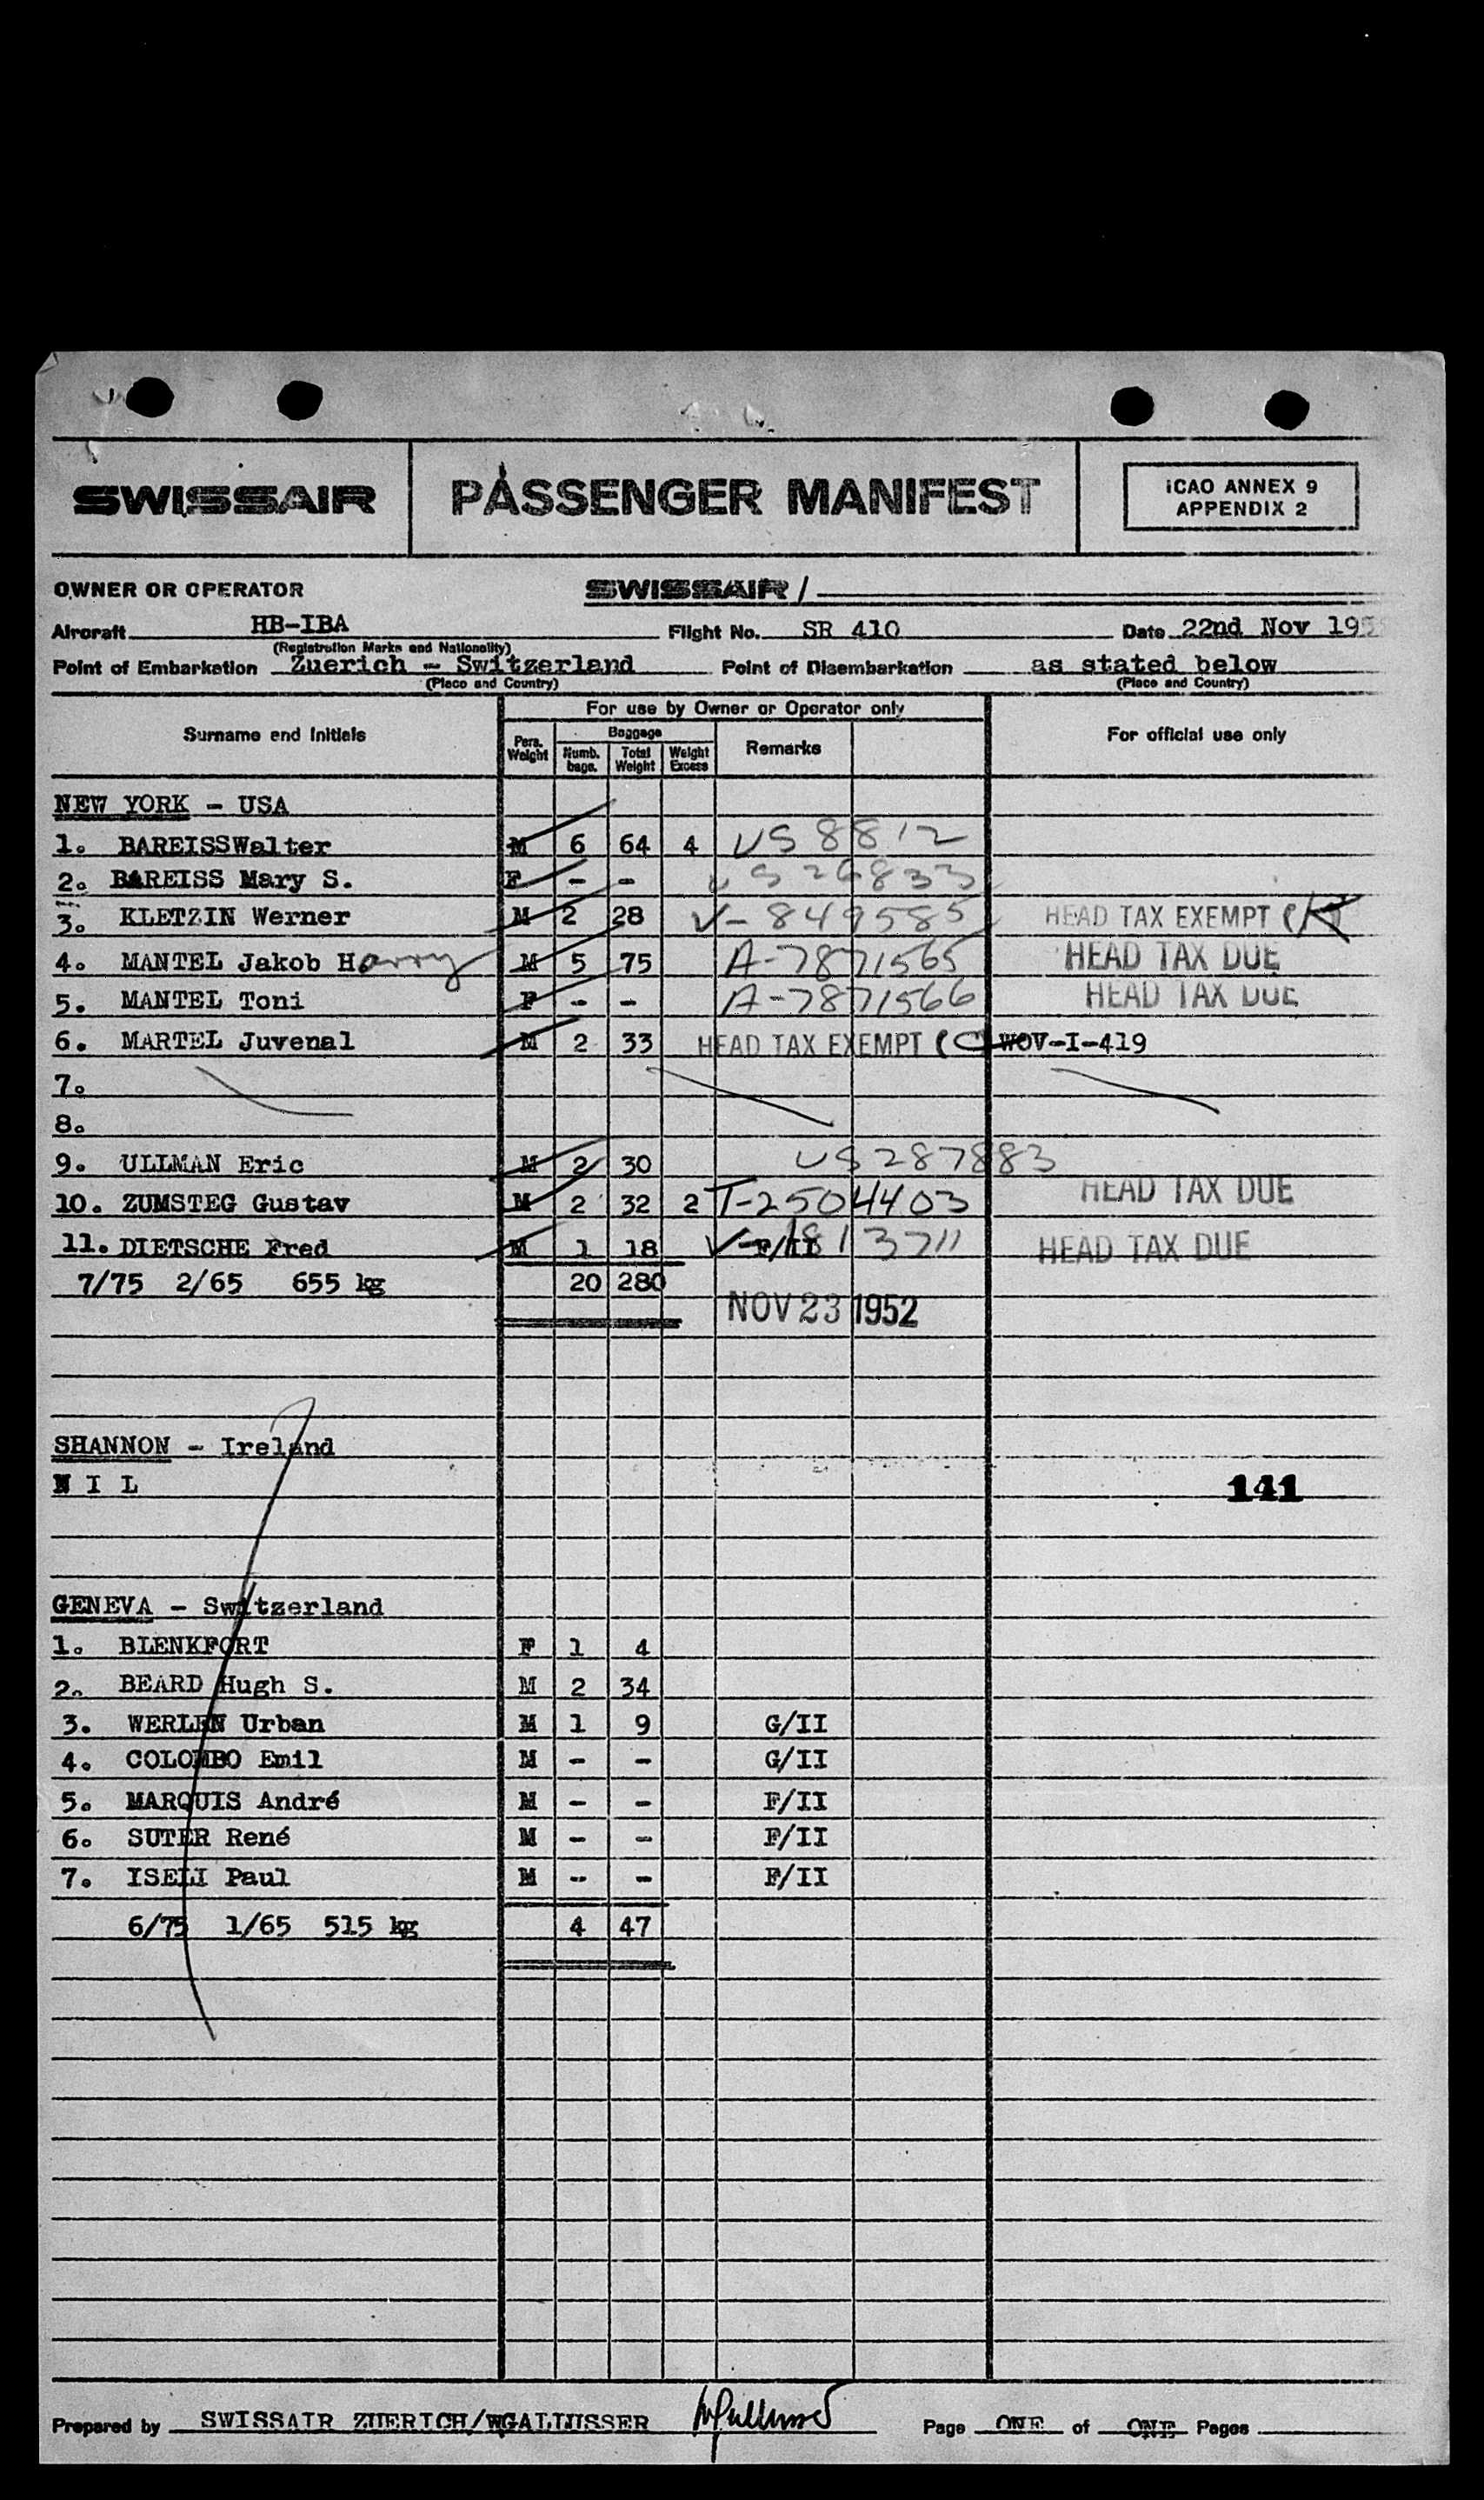 SWISSAIR PASSENGER MANIFEST ICAO ANNEX 9
APPENDIX 2
OWNER OR OPERATOR SWISSAIR /
Aircraft HB-IBA Flight No. SR 410 Date 22nd Nov 195
(Registration Marks and Nationality)
Point of Embarkation Zuerich - Switzerland Point of Disembarkation as stated below
(Place and Country) (Place and Country)
For use by Owner or Operator only
Surname and Initials Pers. Weight Baggage Remarks For official use only
Numb. bags. Total Weight Weight Excess
NEW YORK - USA
1. BAREISSWalter M 6 64 4 US 8812
2. BAREISS Mary S. F - - US 26833
3. KLETZIN Werner M 2 28 V-849585 HEAD TAX EXEMPT
4. MANTEL Jakob Harry M 5 75 A-7871565 HEAD TAX DUE
5. MANTEL Toni F - - A-7871566 HEAD TAX DUE
6. MARTEL Juvenal M 2 33 HEAD TAX EXEMPT (C WOV-I-419
7.
8.
9. ULLMAN Eric M 2 30 US 287883
10. ZUMSTEG Gustav M 2 32 2 T-2504403 HEAD TAX DUE
11. DIETSCHE Fred M 1 18 F/II HEAD TAX DUE
7/75 2/65 655 kg 20 280
NOV 23 1952
SHANNON - Ireland
N I L 141
GENEVA - Switzerland
1. BLENKFORT F 1 4
2. BEARD Hugh S. M 2 34
3. WERLEN Urban M 1 9 G/II
4. COLOMBO Emil M - - G/II
5. MARQUIS André M - - F/II
6. SUTER René M - - F/II
7. ISELI Paul M - - F/II
6/75 1/65 515 kg 4 47
Prepared by SWISSAIR ZUERICH/WGALLUSSER Page ONE of ONE Pages